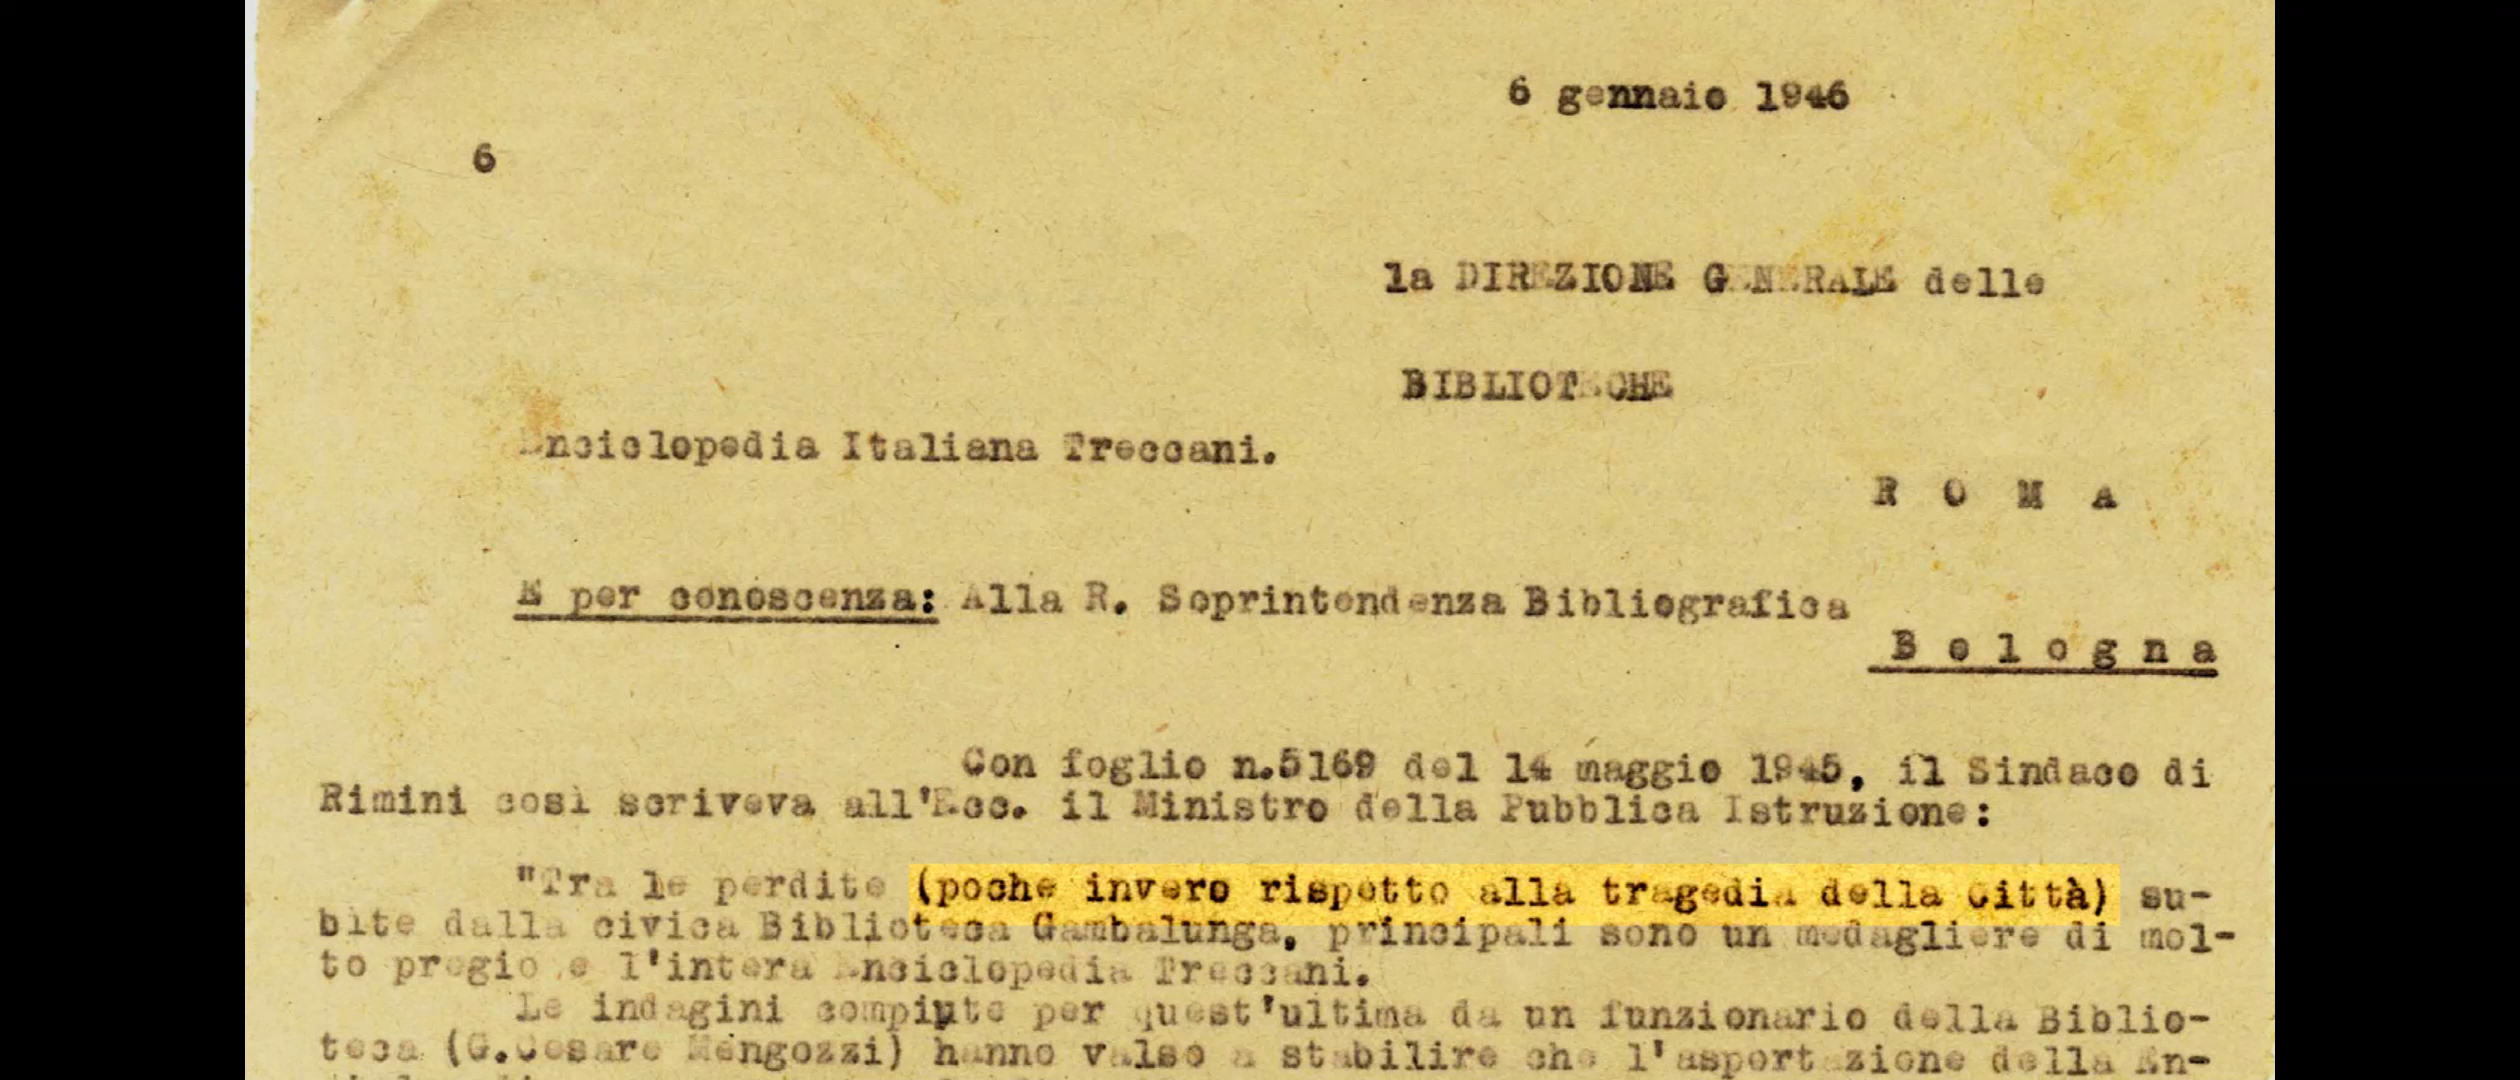 6 gennaio 1946
6
la DIREZIONE GENERALE delle
BIBLIOTECHE
Enciclopedia Italiana Treccani.
R O M A
E per conoscenza: Alla R. Soprintendenza Bibliografica
B o l o g n a
Con foglio n.5169 del 14 maggio 1945, il Sindaco di
Rimini così scriveva all'Ecc. il Ministro della Pubblica Istruzione:
"Tra le perdite (poche invero rispetto alla tragedia della Città) su-
bite dalla civica Biblioteca Gambalunga, principali sono un medagliere di mol-
to pregio e l'intera Enciclopedia Treccani.
Le indagini compiute per quest'ultima da un funzionario della Biblio-
teca (G.Cesare Mengozzi) hanno valso a stabilire che l'asportazione della En-